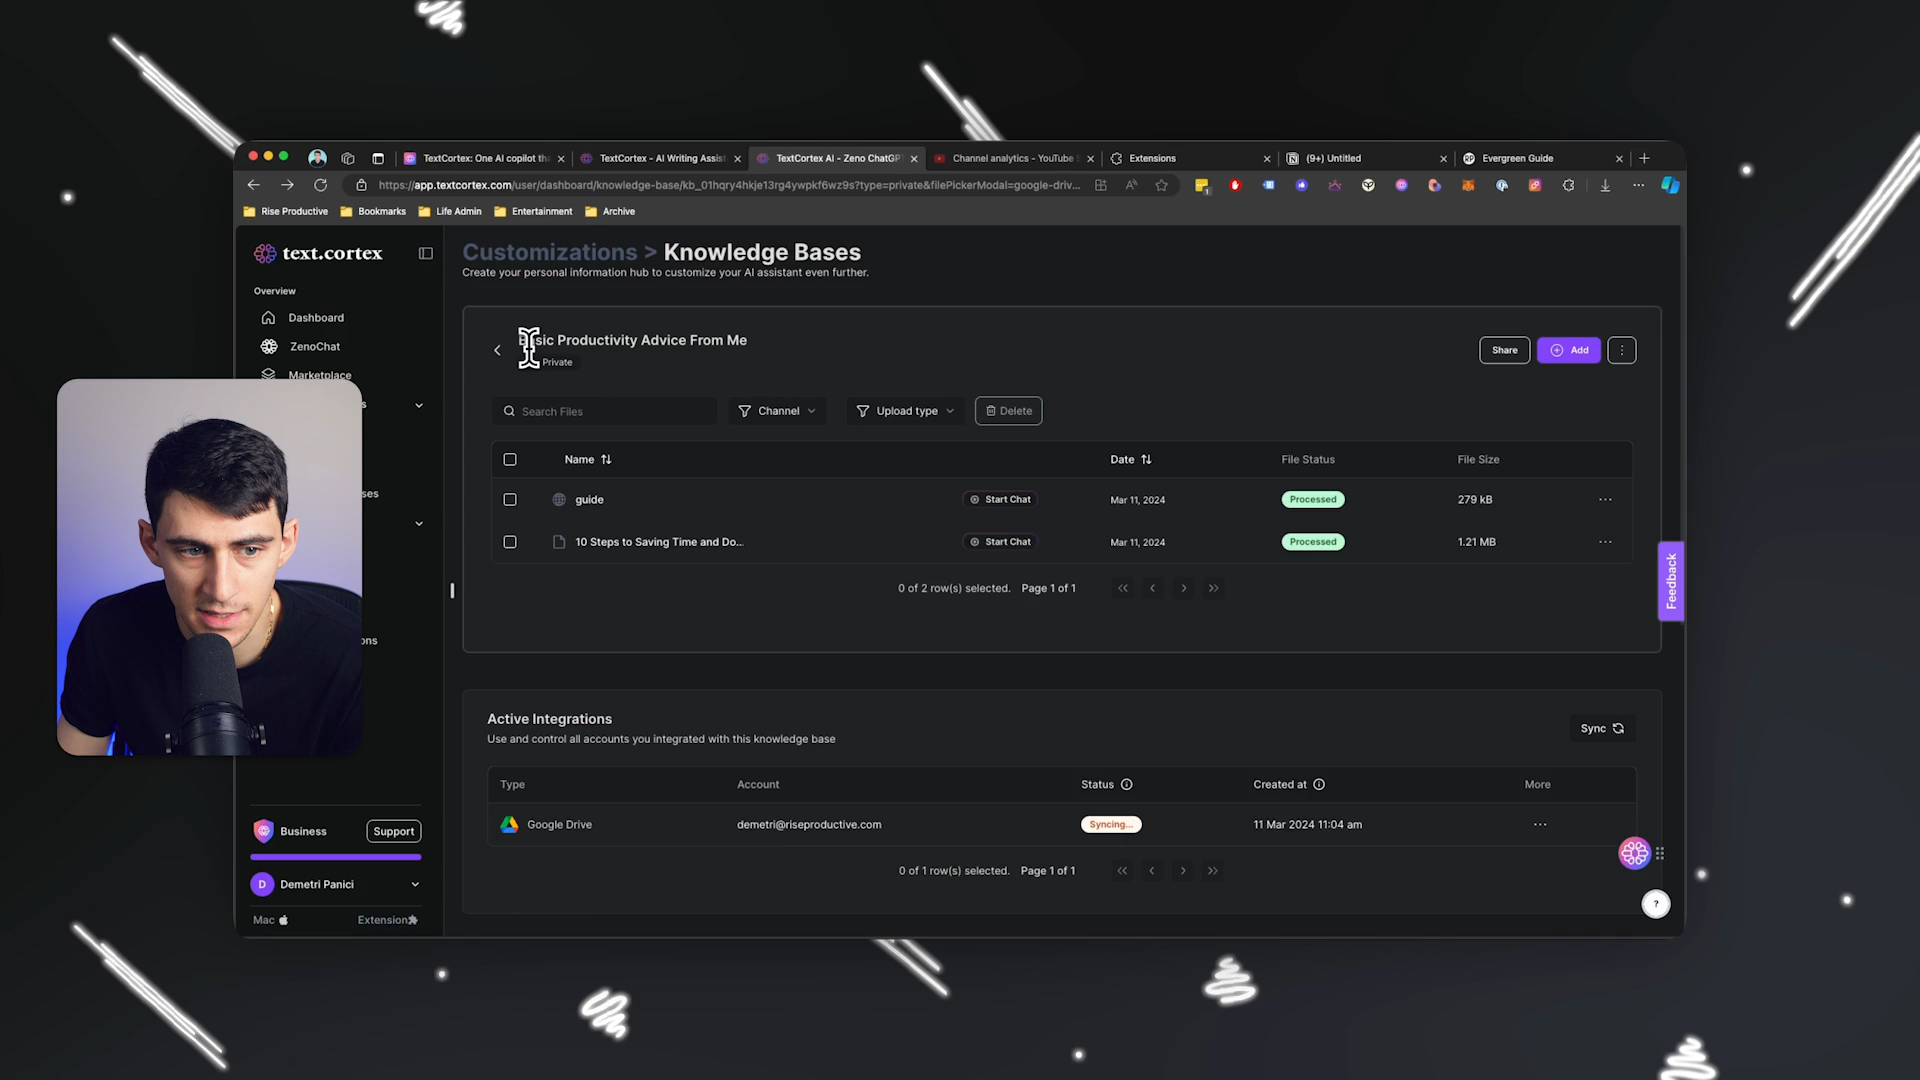 TextCortex: One AI copilot th
TextCortex - AI Writing Assis
TextCortex AI - Zeno ChatGP
Channel analytics - YouTube S
Extensions
(9+) Untitled
Evergreen Guide
https://app.textcortex.com/user/dashboard/knowledge-base/kb_01hqry4hkje13rg4ywpkf6wz9s?type=private&filePickerModal=google-driv...
Rise Productive
Bookmarks
Life Admin
Entertainment
Archive
text.cortex
Overview
Dashboard
ZenoChat
Marketplace
Business
Support
D
Demetri Panici
Mac
Extension
Customizations > Knowledge Bases
Create your personal information hub to customize your AI assistant even further.
Productivity Advice From Me
Private
Share
Add
Search Files
Channel
Upload type
Delete
Name
Date
File Status
File Size
guide
Start Chat
Mar 11, 2024
Processed
279 kB
10 Steps to Saving Time and Do...
Start Chat
Mar 11, 2024
Processed
1.21 MB
0 of 2 row(s) selected.
Page 1 of 1
Feedback
Active Integrations
Use and control all accounts you integrated with this knowledge base
Sync
Type
Account
Status
Created at
More
Google Drive
demetri@riseproductive.com
Syncing...
11 Mar 2024 11:04 am
0 of 1 row(s) selected.
Page 1 of 1
?